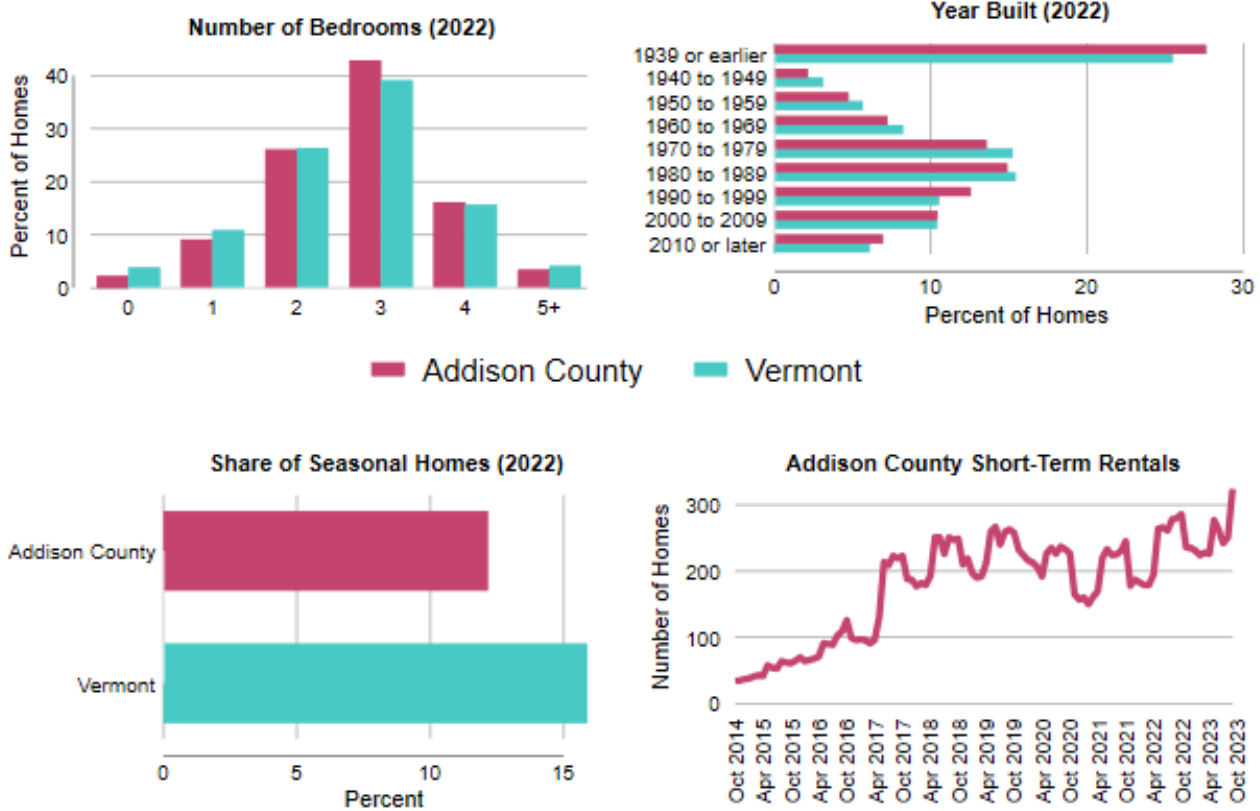 Number of Bedrooms (2022)
Percent of Homes
40
30
20
10
0
0 1 2 3 4 5+
Year Built (2022)
1939 or earlier
1940 to 1949
1950 to 1959
1960 to 1969
1970 to 1979
1980 to 1989
1990 to 1999
2000 to 2009
2010 or later
0 10 20 30
Percent of Homes
Addison County Vermont
Share of Seasonal Homes (2022)
Addison County
Vermont
0 5 10 15
Percent
Addison County Short-Term Rentals
Number of Homes
300
200
100
0
Oct 2014
Apr 2015
Oct 2015
Apr 2016
Oct 2016
Apr 2017
Oct 2017
Apr 2018
Oct 2018
Apr 2019
Oct 2019
Apr 2020
Oct 2020
Apr 2021
Oct 2021
Apr 2022
Oct 2022
Apr 2023
Oct 2023